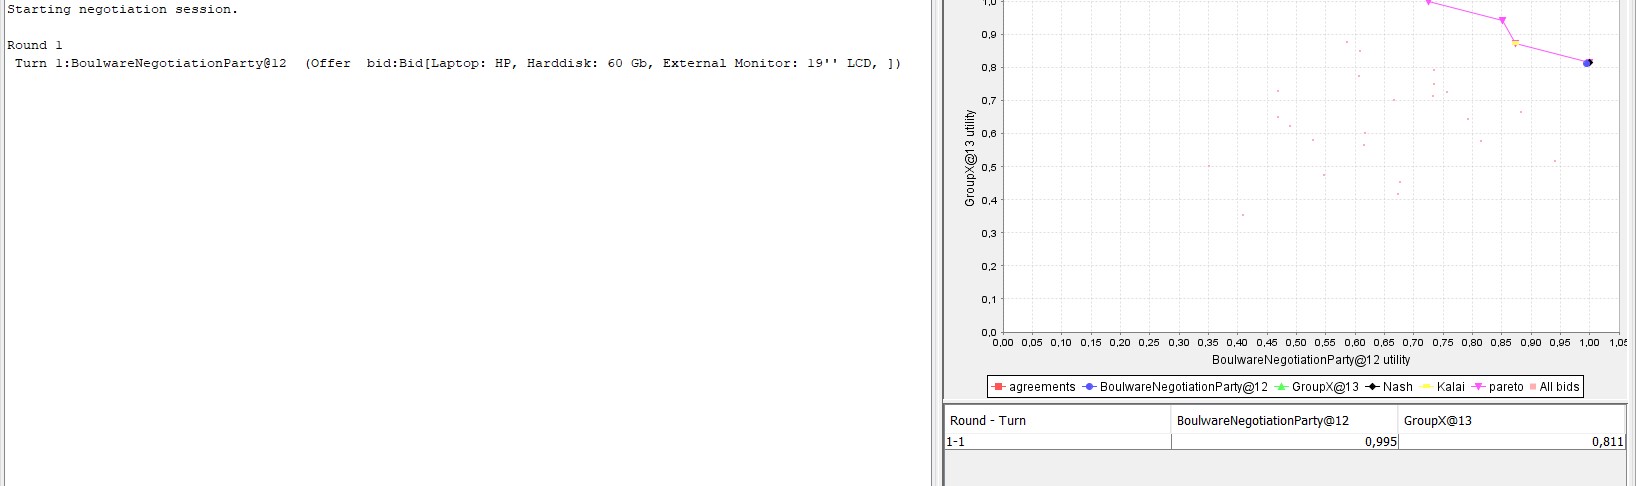 Starting negotiation session.
Round 1
Turn 1:BoulwareNegotiationParty@12 (Offer bid:Bid[Laptop: HP, Harddisk: 60 Gb, External Monitor: 19'' LCD, ])
1,0
0,9
0,8
0,7
0,6
0,5
0,4
0,3
0,2
0,1
0,0
GroupX@13 utility
0,00 0,05 0,10 0,15 0,20 0,25 0,30 0,35 0,40 0,45 0,50 0,55 0,60 0,65 0,70 0,75 0,80 0,85 0,90 0,95 1,00 1,05
BoulwareNegotiationParty@12 utility
agreements BoulwareNegotiationParty@12 GroupX@13 Nash Kalai pareto All bids
Round - Turn BoulwareNegotiationParty@12 GroupX@13
1-1 0,995 0,811